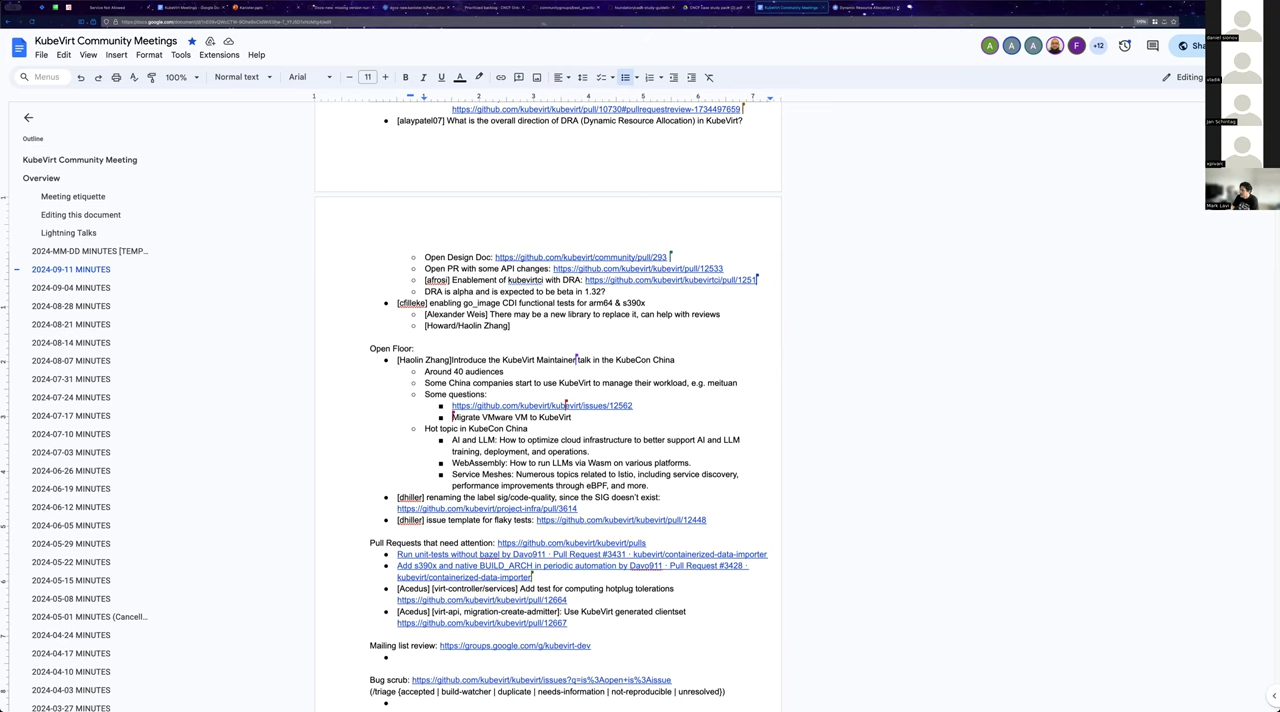 KubeVirt Community Meetings
File Edit View Insert Format Tools Extensions Help
+12
Menus
100%
Normal text
Arial
11
Editing
1 1 2 3 4 5 6 7
Outline
KubeVirt Community Meeting
Overview
Meeting etiquette
Editing this document
Lightning Talks
2024-MM-DD MINUTES [TEMP...
2024-09-11 MINUTES
2024-09-04 MINUTES
2024-08-28 MINUTES
2024-08-21 MINUTES
2024-08-14 MINUTES
2024-08-07 MINUTES
2024-07-31 MINUTES
2024-07-24 MINUTES
2024-07-17 MINUTES
2024-07-10 MINUTES
2024-07-03 MINUTES
2024-06-26 MINUTES
2024-06-19 MINUTES
2024-06-12 MINUTES
2024-06-05 MINUTES
2024-05-29 MINUTES
2024-05-22 MINUTES
2024-05-15 MINUTES
2024-05-08 MINUTES
2024-05-01 MINUTES (Cancell...
2024-04-24 MINUTES
2024-04-17 MINUTES
2024-04-10 MINUTES
2024-04-03 MINUTES
2024-03-27 MINUTES
https://github.com/kubevirt/kubevirt/pull/10730#pullrequestreview-1734497659
[alaypatel07] What is the overall direction of DRA (Dynamic Resource Allocation) in KubeVirt?
Open Design Doc: https://github.com/kubevirt/community/pull/293
Open PR with some API changes: https://github.com/kubevirt/kubevirt/pull/12533
[afrosi] Enablement of kubevirtci with DRA: https://github.com/kubevirt/kubevirtci/pull/1251
DRA is alpha and is expected to be beta in 1.32?
[cfilleke] enabling go_image CDI functional tests for arm64 & s390x
[Alexander Weis] There may be a new library to replace it, can help with reviews
[Howard/Haolin Zhang]
Open Floor:
[Haolin Zhang]Introduce the KubeVirt Maintainer talk in the KubeCon China
Around 40 audiences
Some China companies start to use KubeVirt to manage their workload, e.g. meituan
Some questions:
https://github.com/kubevirt/kubevirt/issues/12562
Migrate VMware VM to KubeVirt
Hot topic in KubeCon China
AI and LLM: How to optimize cloud infrastructure to better support AI and LLM
training, deployment, and operations.
WebAssembly: How to run LLMs via Wasm on various platforms.
Service Meshes: Numerous topics related to Istio, including service discovery,
performance improvements through eBPF, and more.
[dhiller] renaming the label sig/code-quality, since the SIG doesn't exist:
https://github.com/kubevirt/project-infra/pull/3614
[dhiller] issue template for flaky tests: https://github.com/kubevirt/kubevirt/pull/12448
Pull Requests that need attention: https://github.com/kubevirt/kubevirt/pulls
Run unit-tests without bazel by Davo911 · Pull Request #3431 · kubevirt/containerized-data-importer
Add s390x and native BUILD_ARCH in periodic automation by Davo911 · Pull Request #3428 ·
kubevirt/containerized-data-importer
[Acedus] [virt-controller/services] Add test for computing hotplug tolerations
https://github.com/kubevirt/kubevirt/pull/12664
[Acedus] [virt-api, migration-create-admitter]: Use KubeVirt generated clientset
https://github.com/kubevirt/kubevirt/pull/12667
Mailing list review: https://groups.google.com/g/kubevirt-dev
Bug scrub: https://github.com/kubevirt/kubevirt/issues?q=is%3Aopen+is%3Aissue
(/triage {accepted | build-watcher | duplicate | needs-information | not-reproducible | unresolved})
daniel sionov
vladik
Jan Schintag
xpivarc
Mark Lavi